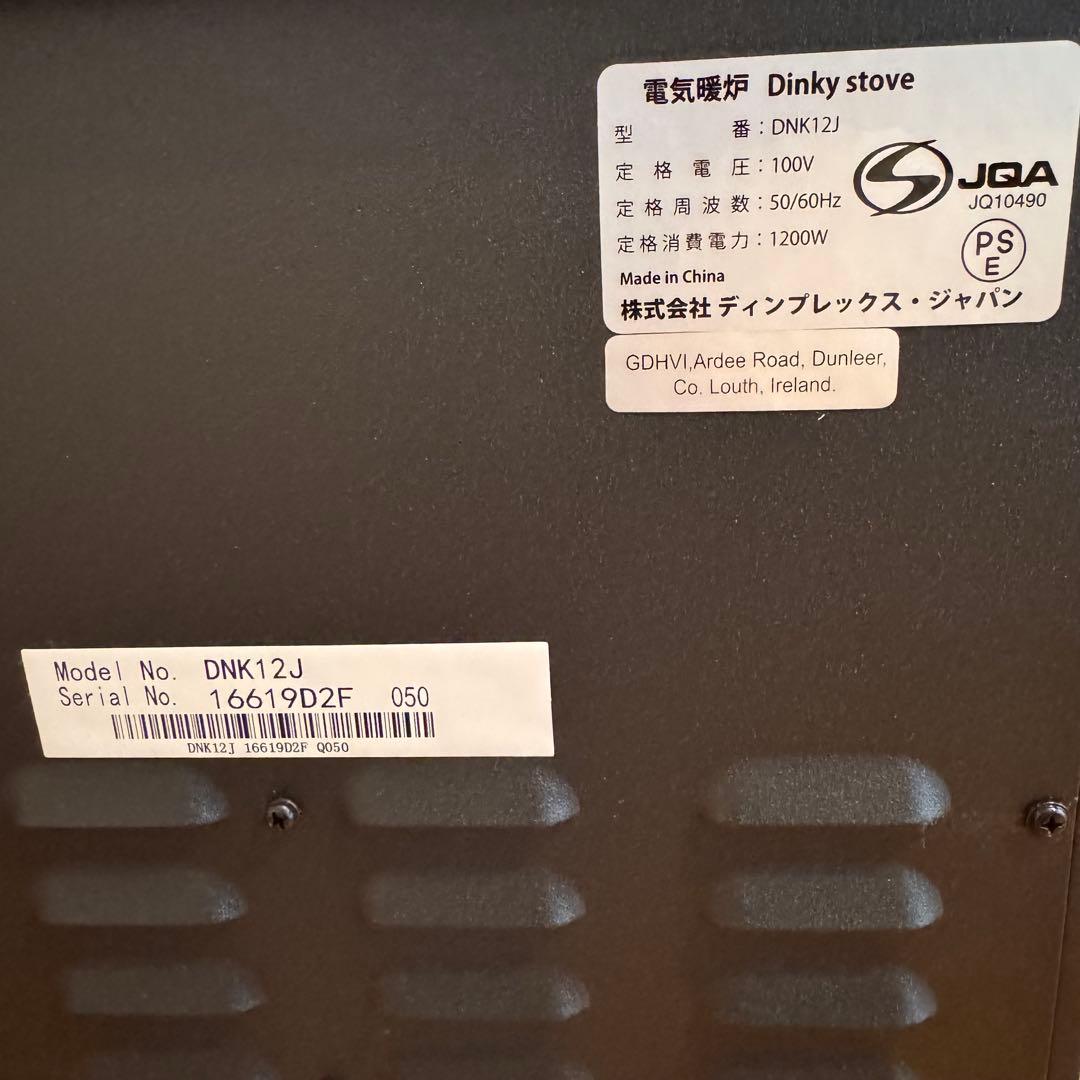 電気暖炉 Dinky stove
型番：DNK12J
定格電圧：100V
定格周波数：50/60Hz
定格消費電力：1200W
Made in China
株式会社 ディンプレックス・ジャパン
JQA
JQ10490
PS
E
GDHVI,Ardee Road, Dunleer,
Co. Louth, Ireland.
Model No. DNK12J
Serial No. 16619D2F 050
DNK12J 16619D2F Q050